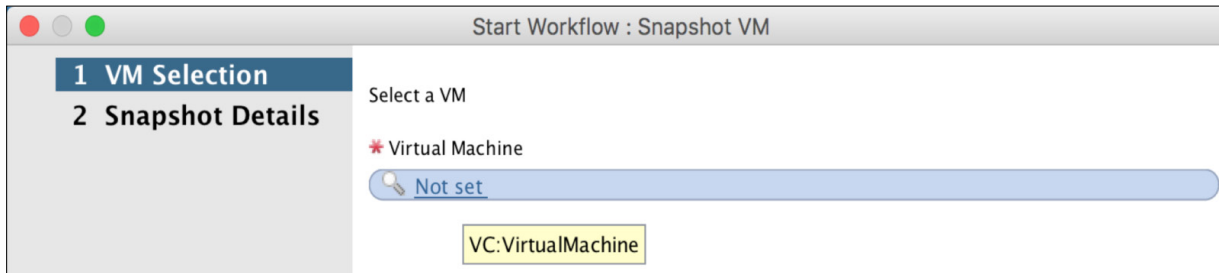 Start Workflow : Snapshot VM
1 VM Selection
2 Snapshot Details
Select a VM
* Virtual Machine
Not set
VC:VirtualMachine